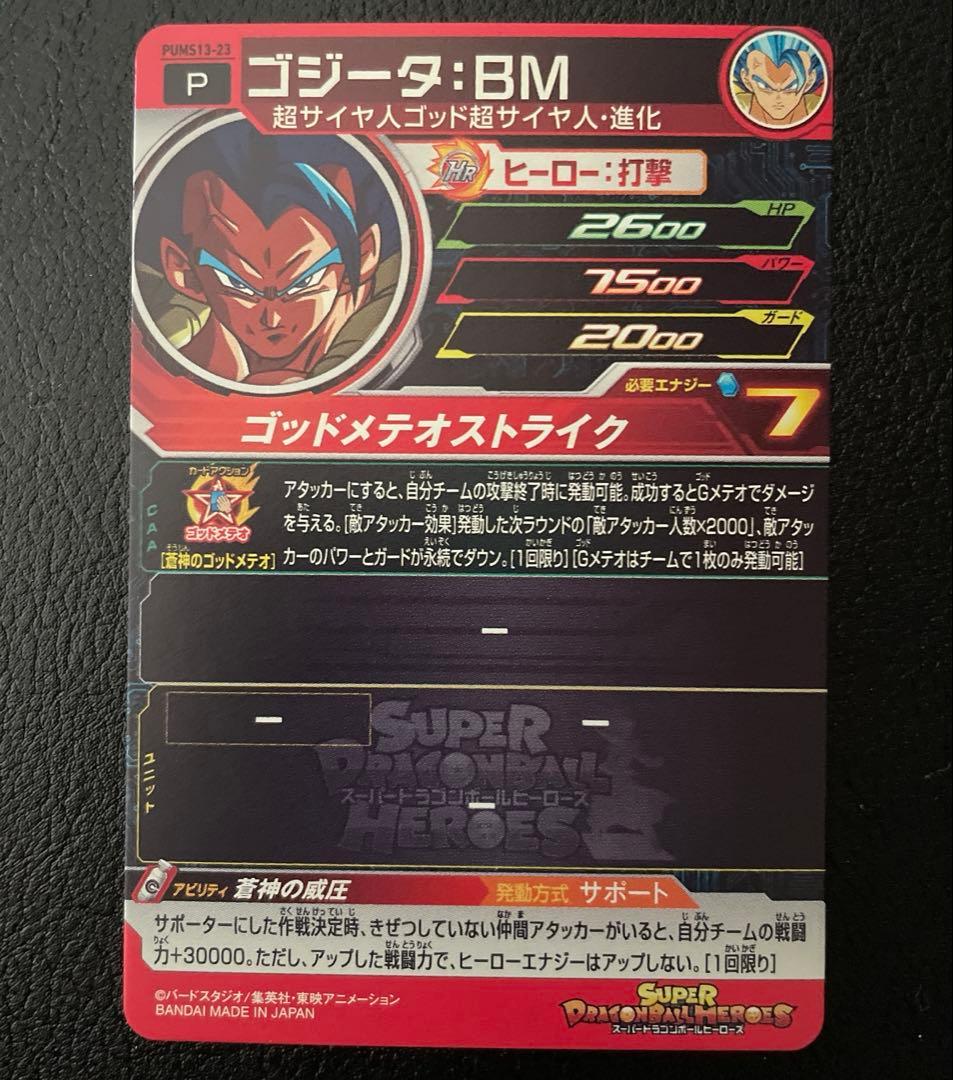 PUMS13-23
P
ゴジータ:BM
超サイヤ人ゴッド超サイヤ人・進化
HR
ヒーロー:打撃
HP
2600
パワー
1500
ガード
2000
必要エナジー
7
ゴッドメテオストライク
CAA
カードアクション
ゴッドメテオ
[蒼神のゴッドメテオ]
アタッカーにすると、自分チームの攻撃終了時に発動可能。成功するとGメテオでダメージ
を与える。[敵アタッカー効果]発動した次ラウンドの「敵アタッカー人数×2000」、敵アタッ
カーのパワーとガードが永続でダウン。[1回限り][Gメテオはチームで1枚のみ発動可能]
ー
ユニット
ー
ー
ー
SUPER
DRAGONBALL
スーパードラゴンボールヒーローズ
HEROES
アビリティ 蒼神の威圧
発動方式 サポート
サポーターにした作戦決定時、きぜつしていない仲間アタッカーがいると、自分チームの戦闘
力+30000。ただし、アップした戦闘力で、ヒーローエナジーはアップしない。[1回限り]
©バードスタジオ/集英社・東映アニメーション
BANDAI MADE IN JAPAN
SUPER
DRAGONBALL HEROES
スーパードラゴンボールヒーローズ